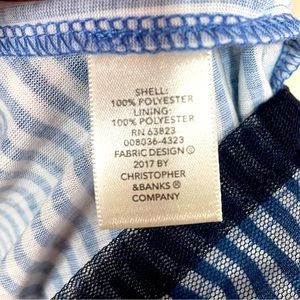 SHELL:
100% POLYESTER
LINING:
100% POLYESTER
RN 63823
008036-4323
FABRIC DESIGN ©
2017 BY
CHRISTOPHER
&BANKS ®
COMPANY